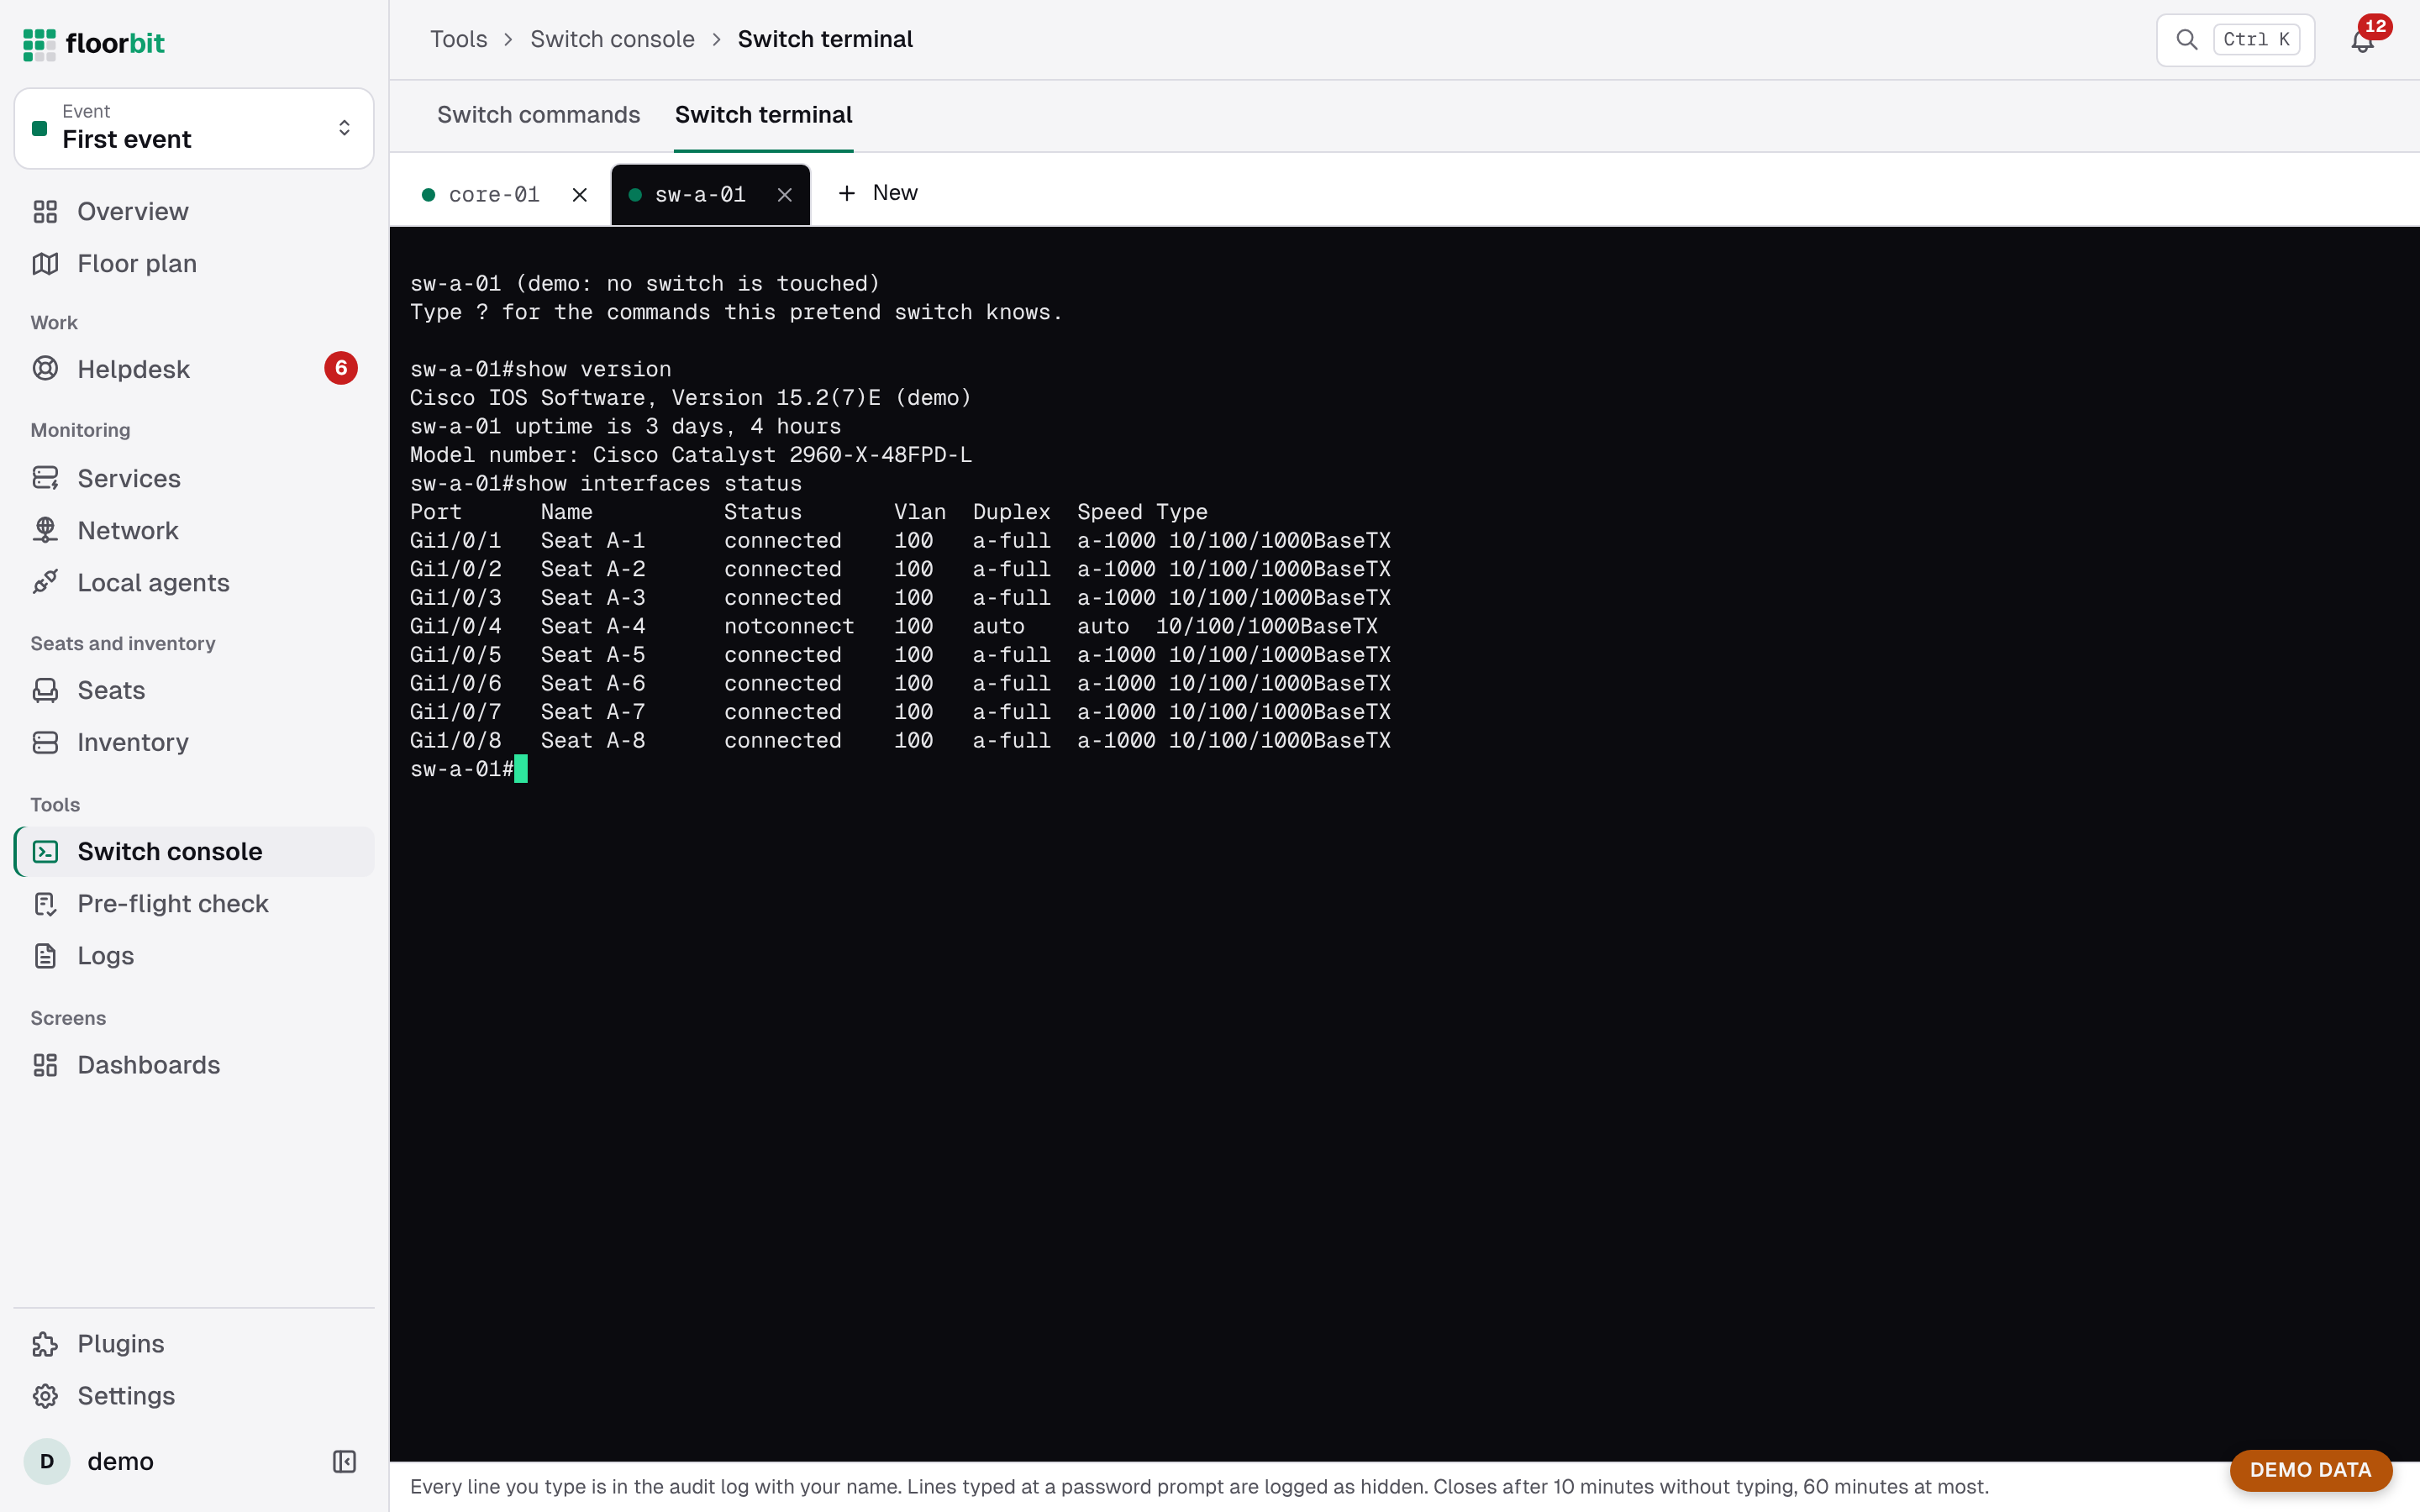 floorbit
Event
First event
Overview
Floor plan
Work
Helpdesk 6
Monitoring
Services
Network
Local agents
Seats and inventory
Seats
Inventory
Tools
Switch console
Pre-flight check
Logs
Screens
Dashboards
Plugins
Settings
D demo
Tools > Switch console > Switch terminal
Ctrl K
12
Switch commands Switch terminal
core-01 × sw-a-01 × + New
sw-a-01 (demo: no switch is touched)
Type ? for the commands this pretend switch knows.
sw-a-01#show version
Cisco IOS Software, Version 15.2(7)E (demo)
sw-a-01 uptime is 3 days, 4 hours
Model number: Cisco Catalyst 2960-X-48FPD-L
sw-a-01#show interfaces status
Port      Name          Status       Vlan  Duplex  Speed Type
Gi1/0/1   Seat A-1      connected    100   a-full  a-1000 10/100/1000BaseTX
Gi1/0/2   Seat A-2      connected    100   a-full  a-1000 10/100/1000BaseTX
Gi1/0/3   Seat A-3      connected    100   a-full  a-1000 10/100/1000BaseTX
Gi1/0/4   Seat A-4      notconnect   100   auto    auto  10/100/1000BaseTX
Gi1/0/5   Seat A-5      connected    100   a-full  a-1000 10/100/1000BaseTX
Gi1/0/6   Seat A-6      connected    100   a-full  a-1000 10/100/1000BaseTX
Gi1/0/7   Seat A-7      connected    100   a-full  a-1000 10/100/1000BaseTX
Gi1/0/8   Seat A-8      connected    100   a-full  a-1000 10/100/1000BaseTX
sw-a-01#
Every line you type is in the audit log with your name. Lines typed at a password prompt are logged as hidden. Closes after 10 minutes without typing, 60 minutes at most.
DEMO DATA